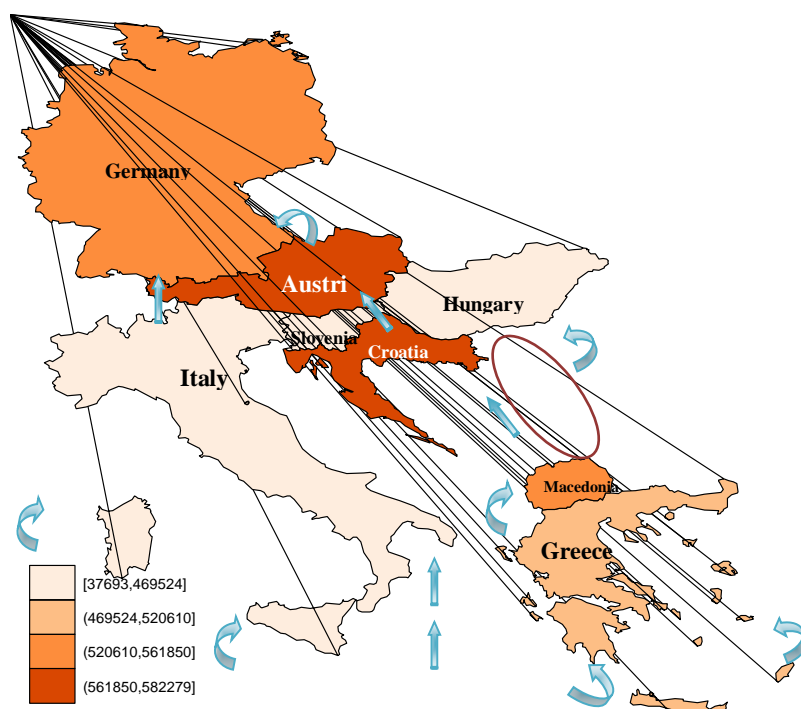 Germany
Austri
Hungary
Slovenia
Croatia
Italy
Macedonia
Greece
[37693,469524]
(469524,520610]
(520610,561850]
(561850,582279]